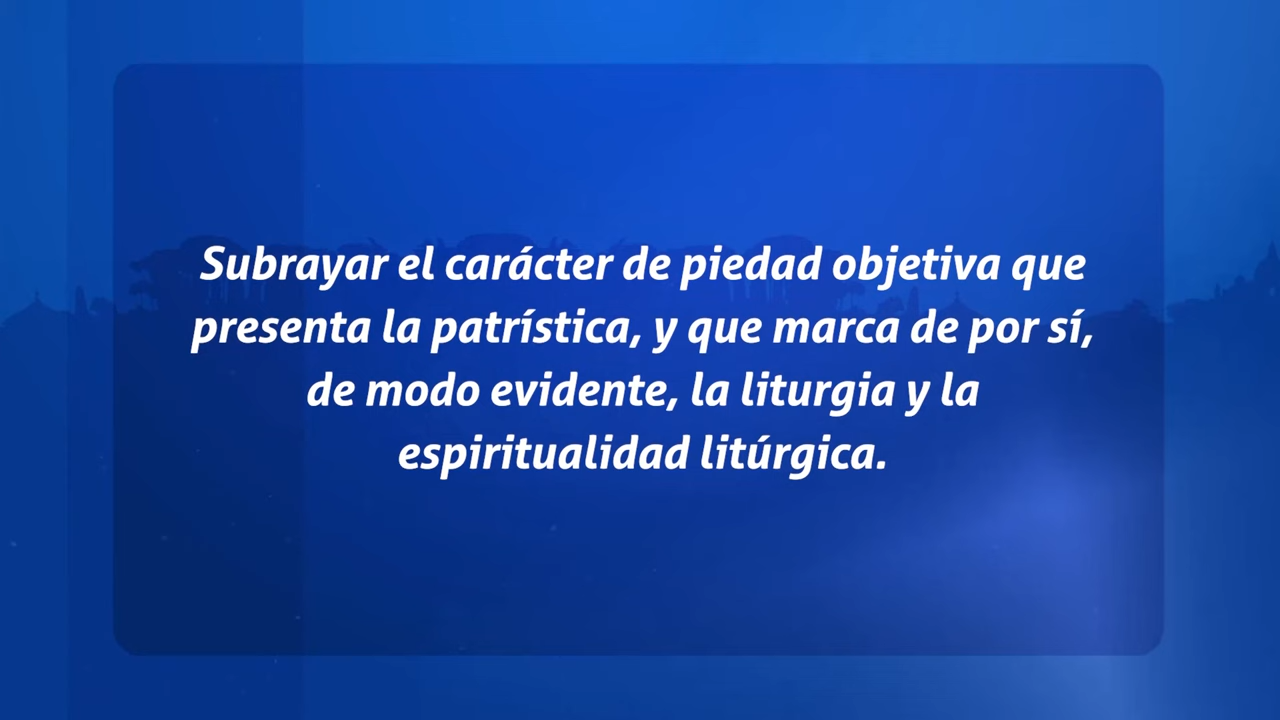 Subrayar el carácter de piedad objetiva que
presenta la patrística, y que marca de por sí,
de modo evidente, la liturgia y la
espiritualidad litúrgica.